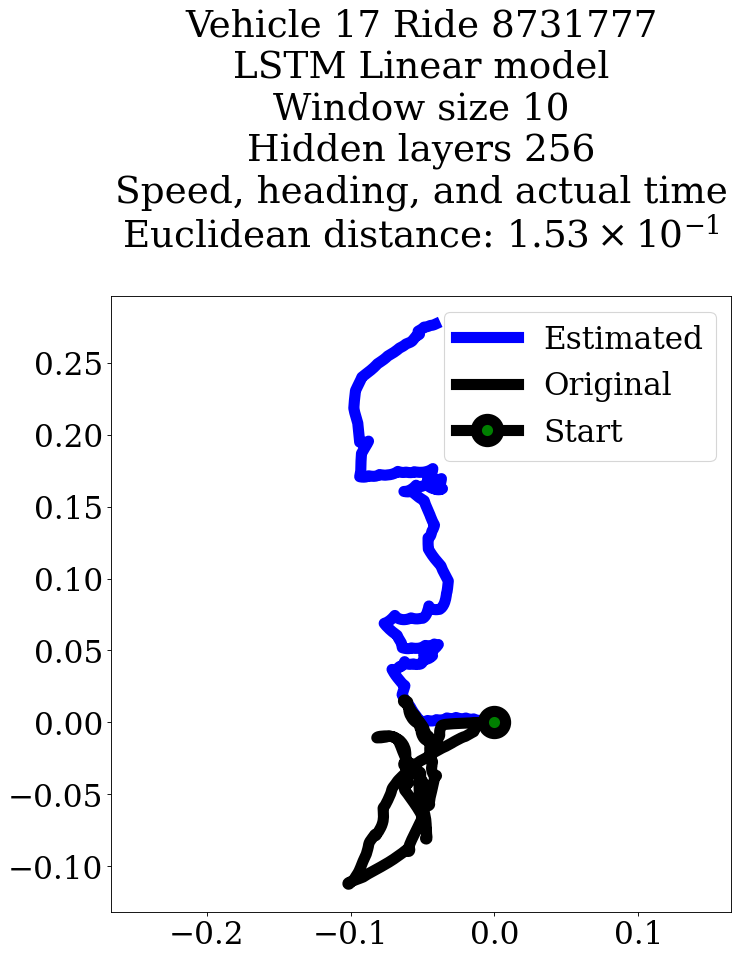 Vehicle 17 Ride 8731777
LSTM Linear model
Window size 10
Hidden layers 256
Speed, heading, and actual time
Euclidean distance: 1.53 × 10⁻¹
Estimated
Original
Start
0.25
0.20
0.15
0.10
0.05
0.00
−0.05
−0.10
−0.2 −0.1 0.0 0.1